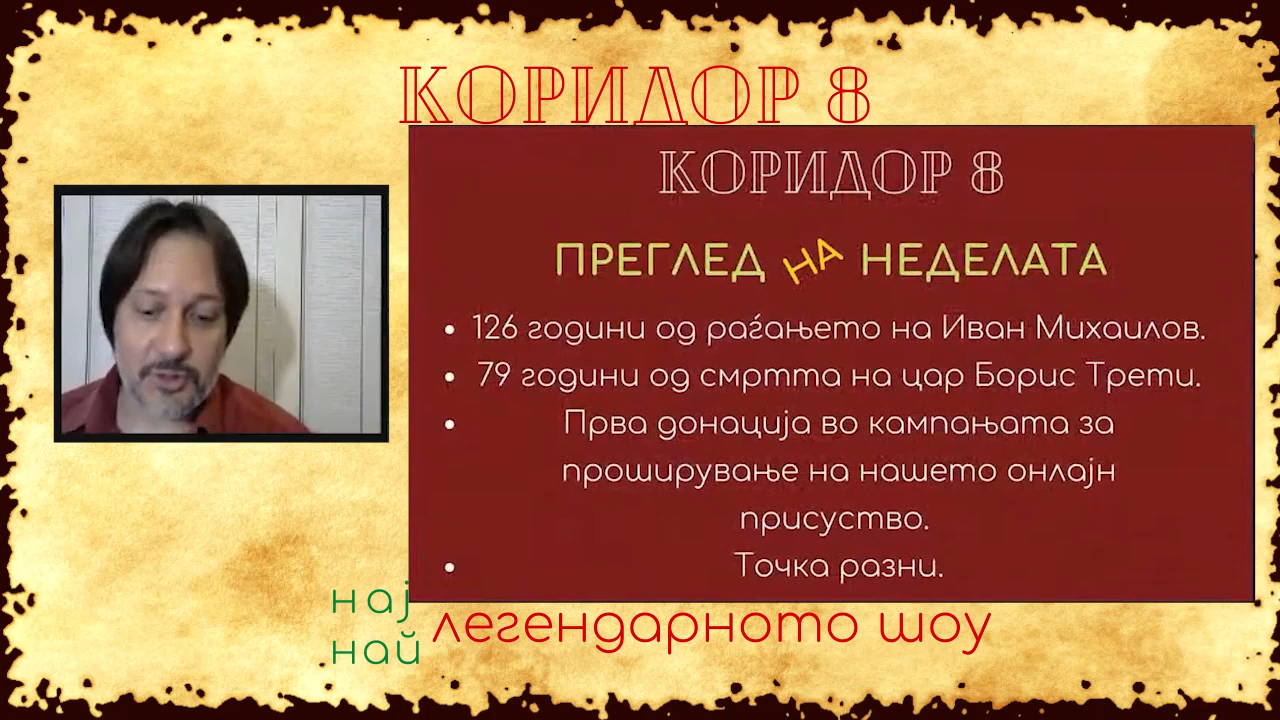 КОРИДОР 8
КОРИДОР 8
ПРЕГЛЕД НА НЕДЕЛАТА
• 126 години од раѓањето на Иван Михаилов.
• 79 години од смртта на цар Борис Трети.
• Прва донација во кампањата за
проширување на нашето онлајн
присуство.
• Точка разни.
нај
най
легендарното шоу